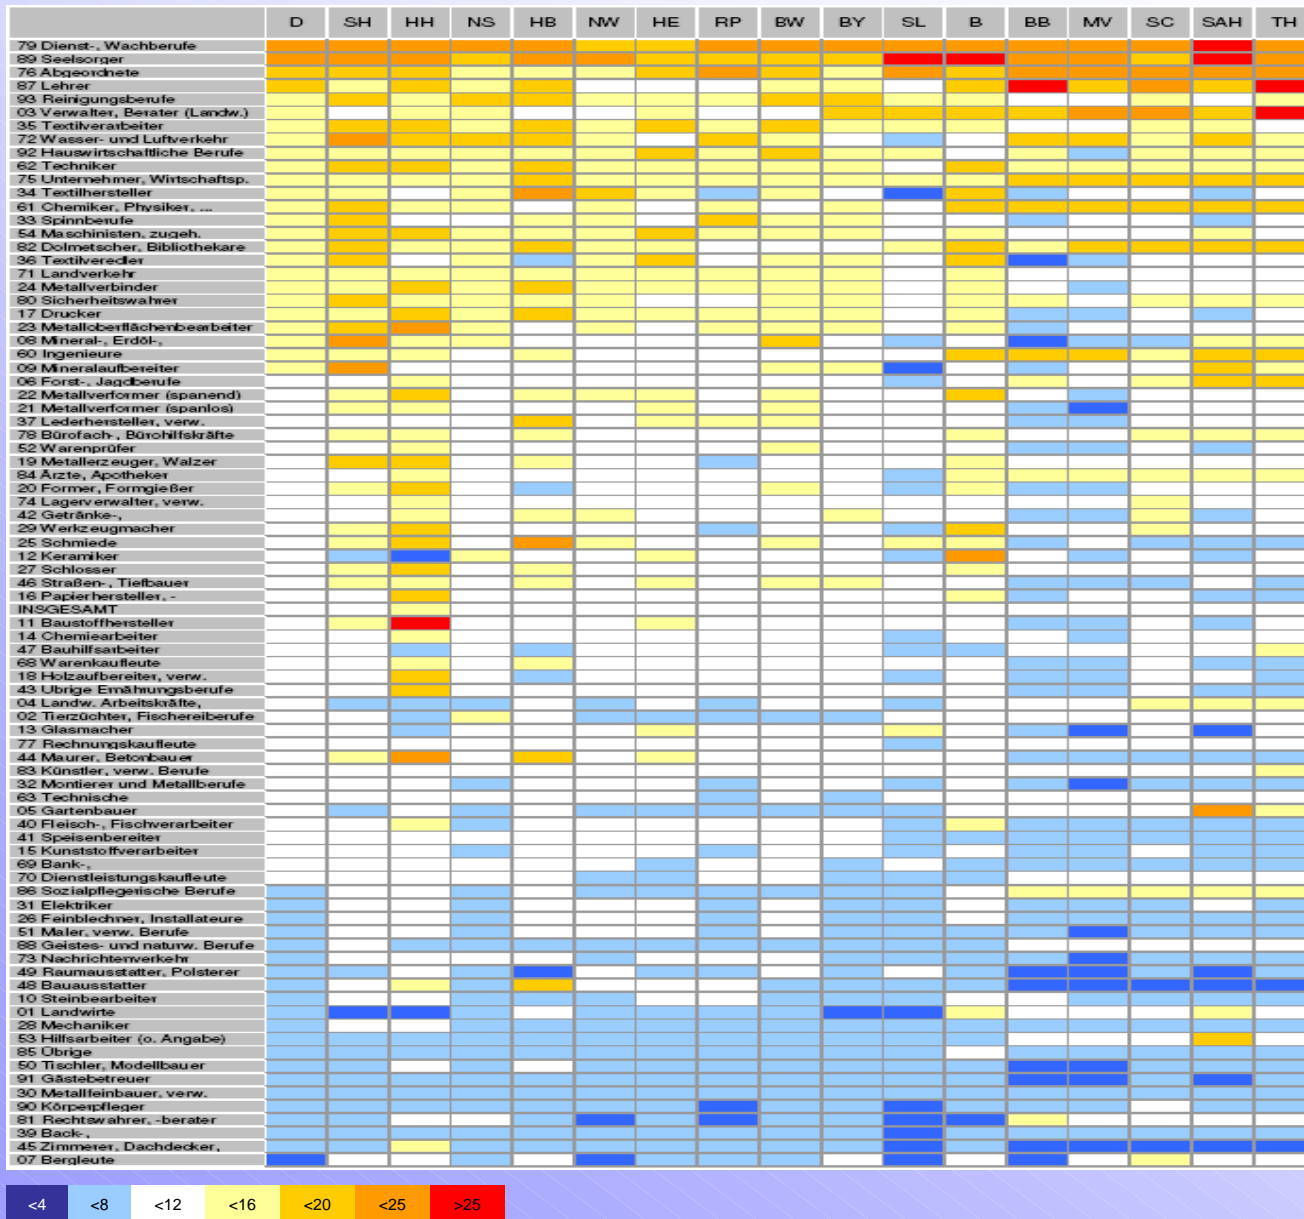 D SH HH NS HB NW HE RP BW BY SL B BB MV SC SAH TH
79 Dienst-, Wachberufe
89 Seelsorger
76 Abgeordnete
87 Lehrer
93 Reinigungsberufe
03 Verwalter, Berater (Landw.)
35 Textilverarbeiter
72 Wasser- und Luftverkehr
92 Hauswirtschaftliche Berufe
62 Techniker
75 Unternehmer, Wirtschaftsp.
34 Textilhersteller
61 Chemiker, Physiker, ...
33 Spinnberufe
54 Maschinisten, zugeh.
82 Dolmetscher, Bibliothekare
36 Textilveredler
71 Landverkehr
24 Metallverbinder
80 Sicherheitswahrer
17 Drucker
23 Metalloberflächenbearbeiter
08 Mineral-, Erdöl-,
60 Ingenieure
09 Mineralaufbereiter
06 Forst-, Jagdberufe
22 Metallverformer (spanend)
21 Metallverformer (spanlos)
37 Lederhersteller, verw.
78 Bürofach-, Bürohilfskräfte
52 Warenprüfer
19 Metallerzeuger, Walzer
84 Ärzte, Apotheker
20 Former, Formgießer
74 Lagerverwalter, verw.
42 Getränke-,
29 Werkzeugmacher
25 Schmiede
12 Keramiker
27 Schlosser
46 Straßen-, Tiefbauer
16 Papierhersteller, -
INSGESAMT
11 Baustoffhersteller
14 Chemiearbeiter
47 Bauhilfsarbeiter
68 Warenkaufleute
18 Holzaufbereiter, verw.
43 Übrige Ernährungsberufe
04 Landw. Arbeitskräfte,
02 Tierzüchter, Fischereiberufe
13 Glasmacher
77 Rechnungskaufleute
44 Maurer, Betonbauer
83 Künstler, verw. Berufe
32 Montierer und Metallberufe
63 Technische
05 Gartenbauer
40 Fleisch-, Fischverarbeiter
41 Speisenbereiter
15 Kunststoffverarbeiter
69 Bank-,
70 Dienstleistungskaufleute
86 Sozialpflegerische Berufe
31 Elektriker
26 Feinblechner, Installateure
51 Maler, verw. Berufe
88 Geistes- und naturw. Berufe
73 Nachrichtenverkehr
49 Raumausstatter, Polsterer
48 Bauausstatter
10 Steinbearbeiter
01 Landwirte
28 Mechaniker
53 Hilfsarbeiter (o. Angabe)
85 Übrige
50 Tischler, Modellbauer
91 Gästebetreuer
30 Metallfeinbauer, verw.
90 Körperpfleger
81 Rechtswahrer, -berater
39 Back-,
45 Zimmerer, Dachdecker,
07 Bergleute
<4 <8 <12 <16 <20 <25 >25